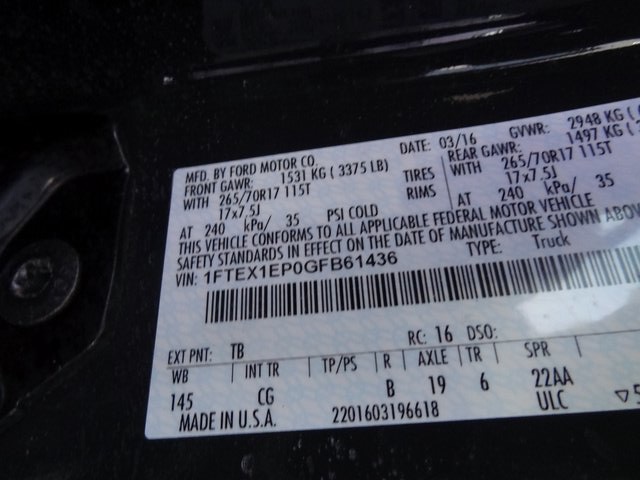 MFD. BY FORD MOTOR CO.
DATE: 03/16 GVWR: 2948 KG (
FRONT GAWR: 1531 KG ( 3375 LB)
REAR GAWR: 1497 KG (
WITH 265/70R17 115T TIRES WITH 265/70R17 115T
17x7.5J RIMS 17x7.5J
AT 240 kPa/ 35 PSI COLD AT 240 kPa/ 35
THIS VEHICLE CONFORMS TO ALL APPLICABLE FEDERAL MOTOR VEHICLE
SAFETY STANDARDS IN EFFECT ON THE DATE OF MANUFACTURE SHOWN ABOV
VIN: 1FTEX1EP0GFB61436 TYPE: Truck
RC: 16 DSO:
EXT PNT: TB
WB INT TR TP/PS R AXLE TR SPR
145 CG B 19 6 22AA
MADE IN U.S.A. 2201603196618 ULC ▽5